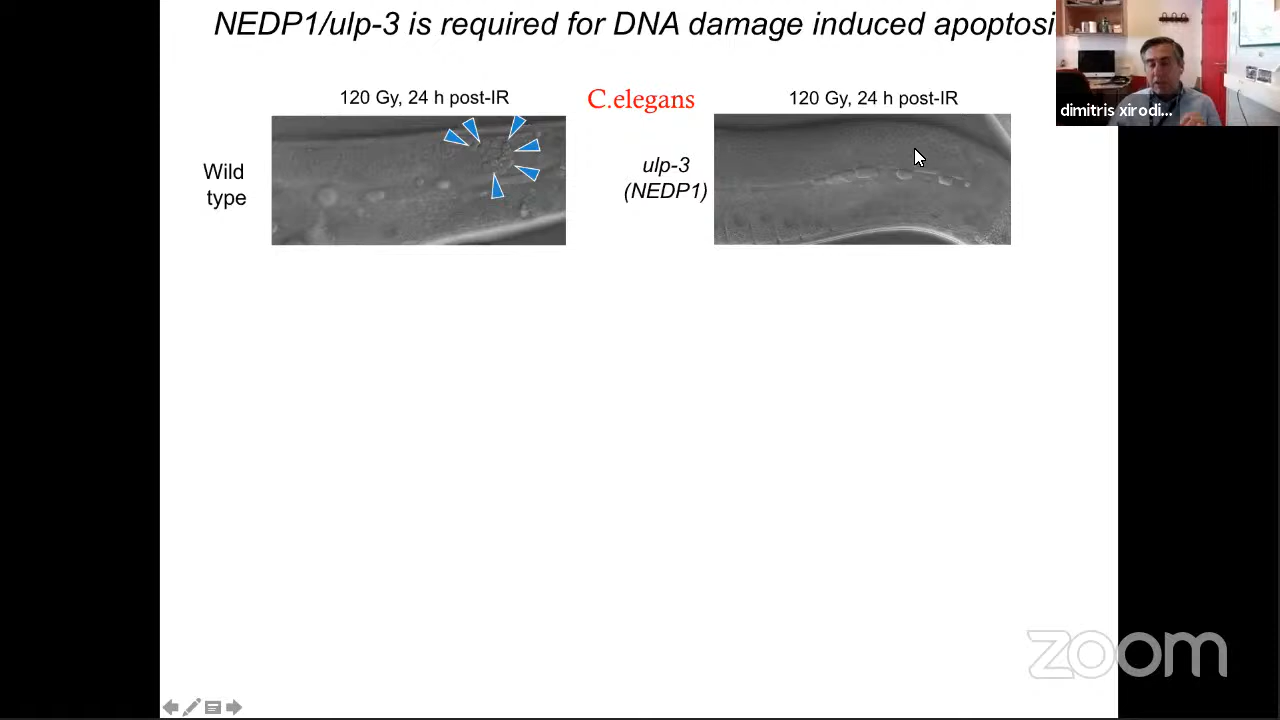 NEDP1/ulp-3 is required for DNA damage induced apoptosi
120 Gy, 24 h post-IR
C.elegans
120 Gy, 24 h post-IR
dimitris xirodi...
Wild
type
ulp-3
(NEDP1)
zoom